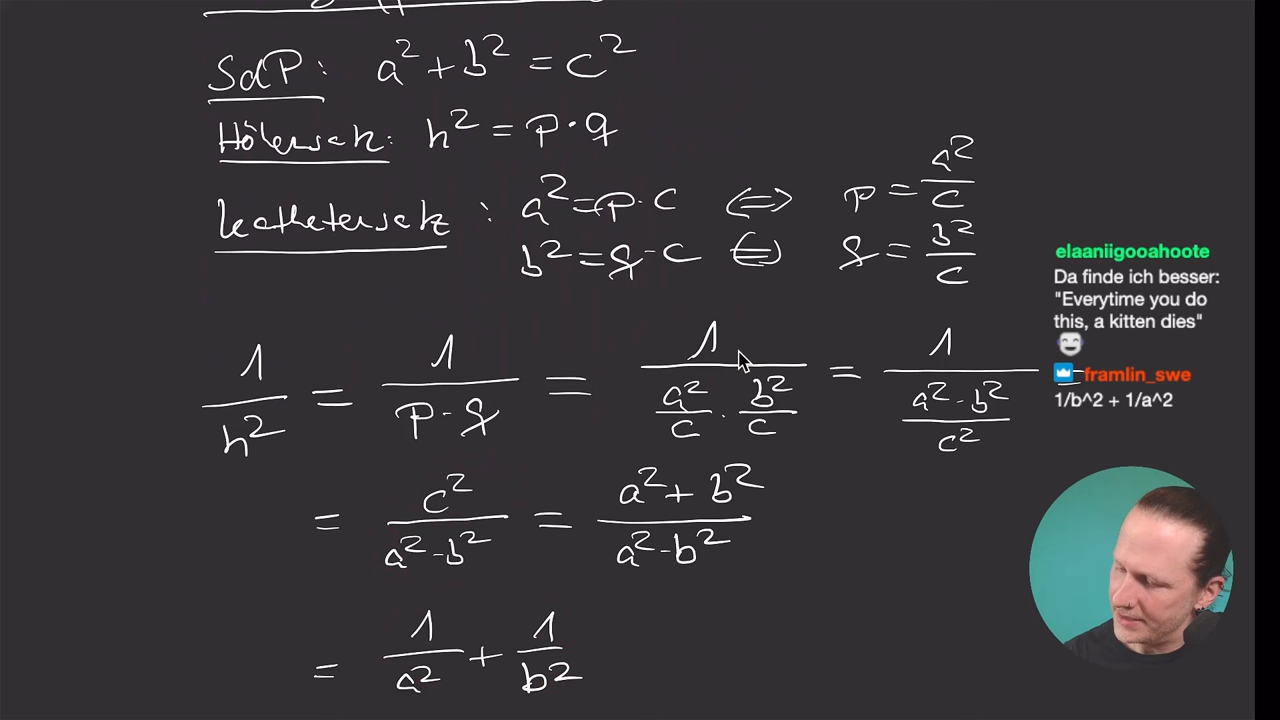 SdP: a² + b² = c²
Höhensatz: h² = p · q
Kathetensatz: a² = p · c ⇔ p = a²/c
b² = q · c ⇔ q = b²/c
1/h² = 1/(p · q) = 1/(a²/c · b²/c) = 1/((a² · b²)/c²) =
= c²/(a² · b²) = (a² + b²)/(a² · b²)
= 1/a² + 1/b²
elaaniigooahoote
Da finde ich besser:
"Everytime you do
this, a kitten dies"
framlin_swe
1/b^2 + 1/a^2